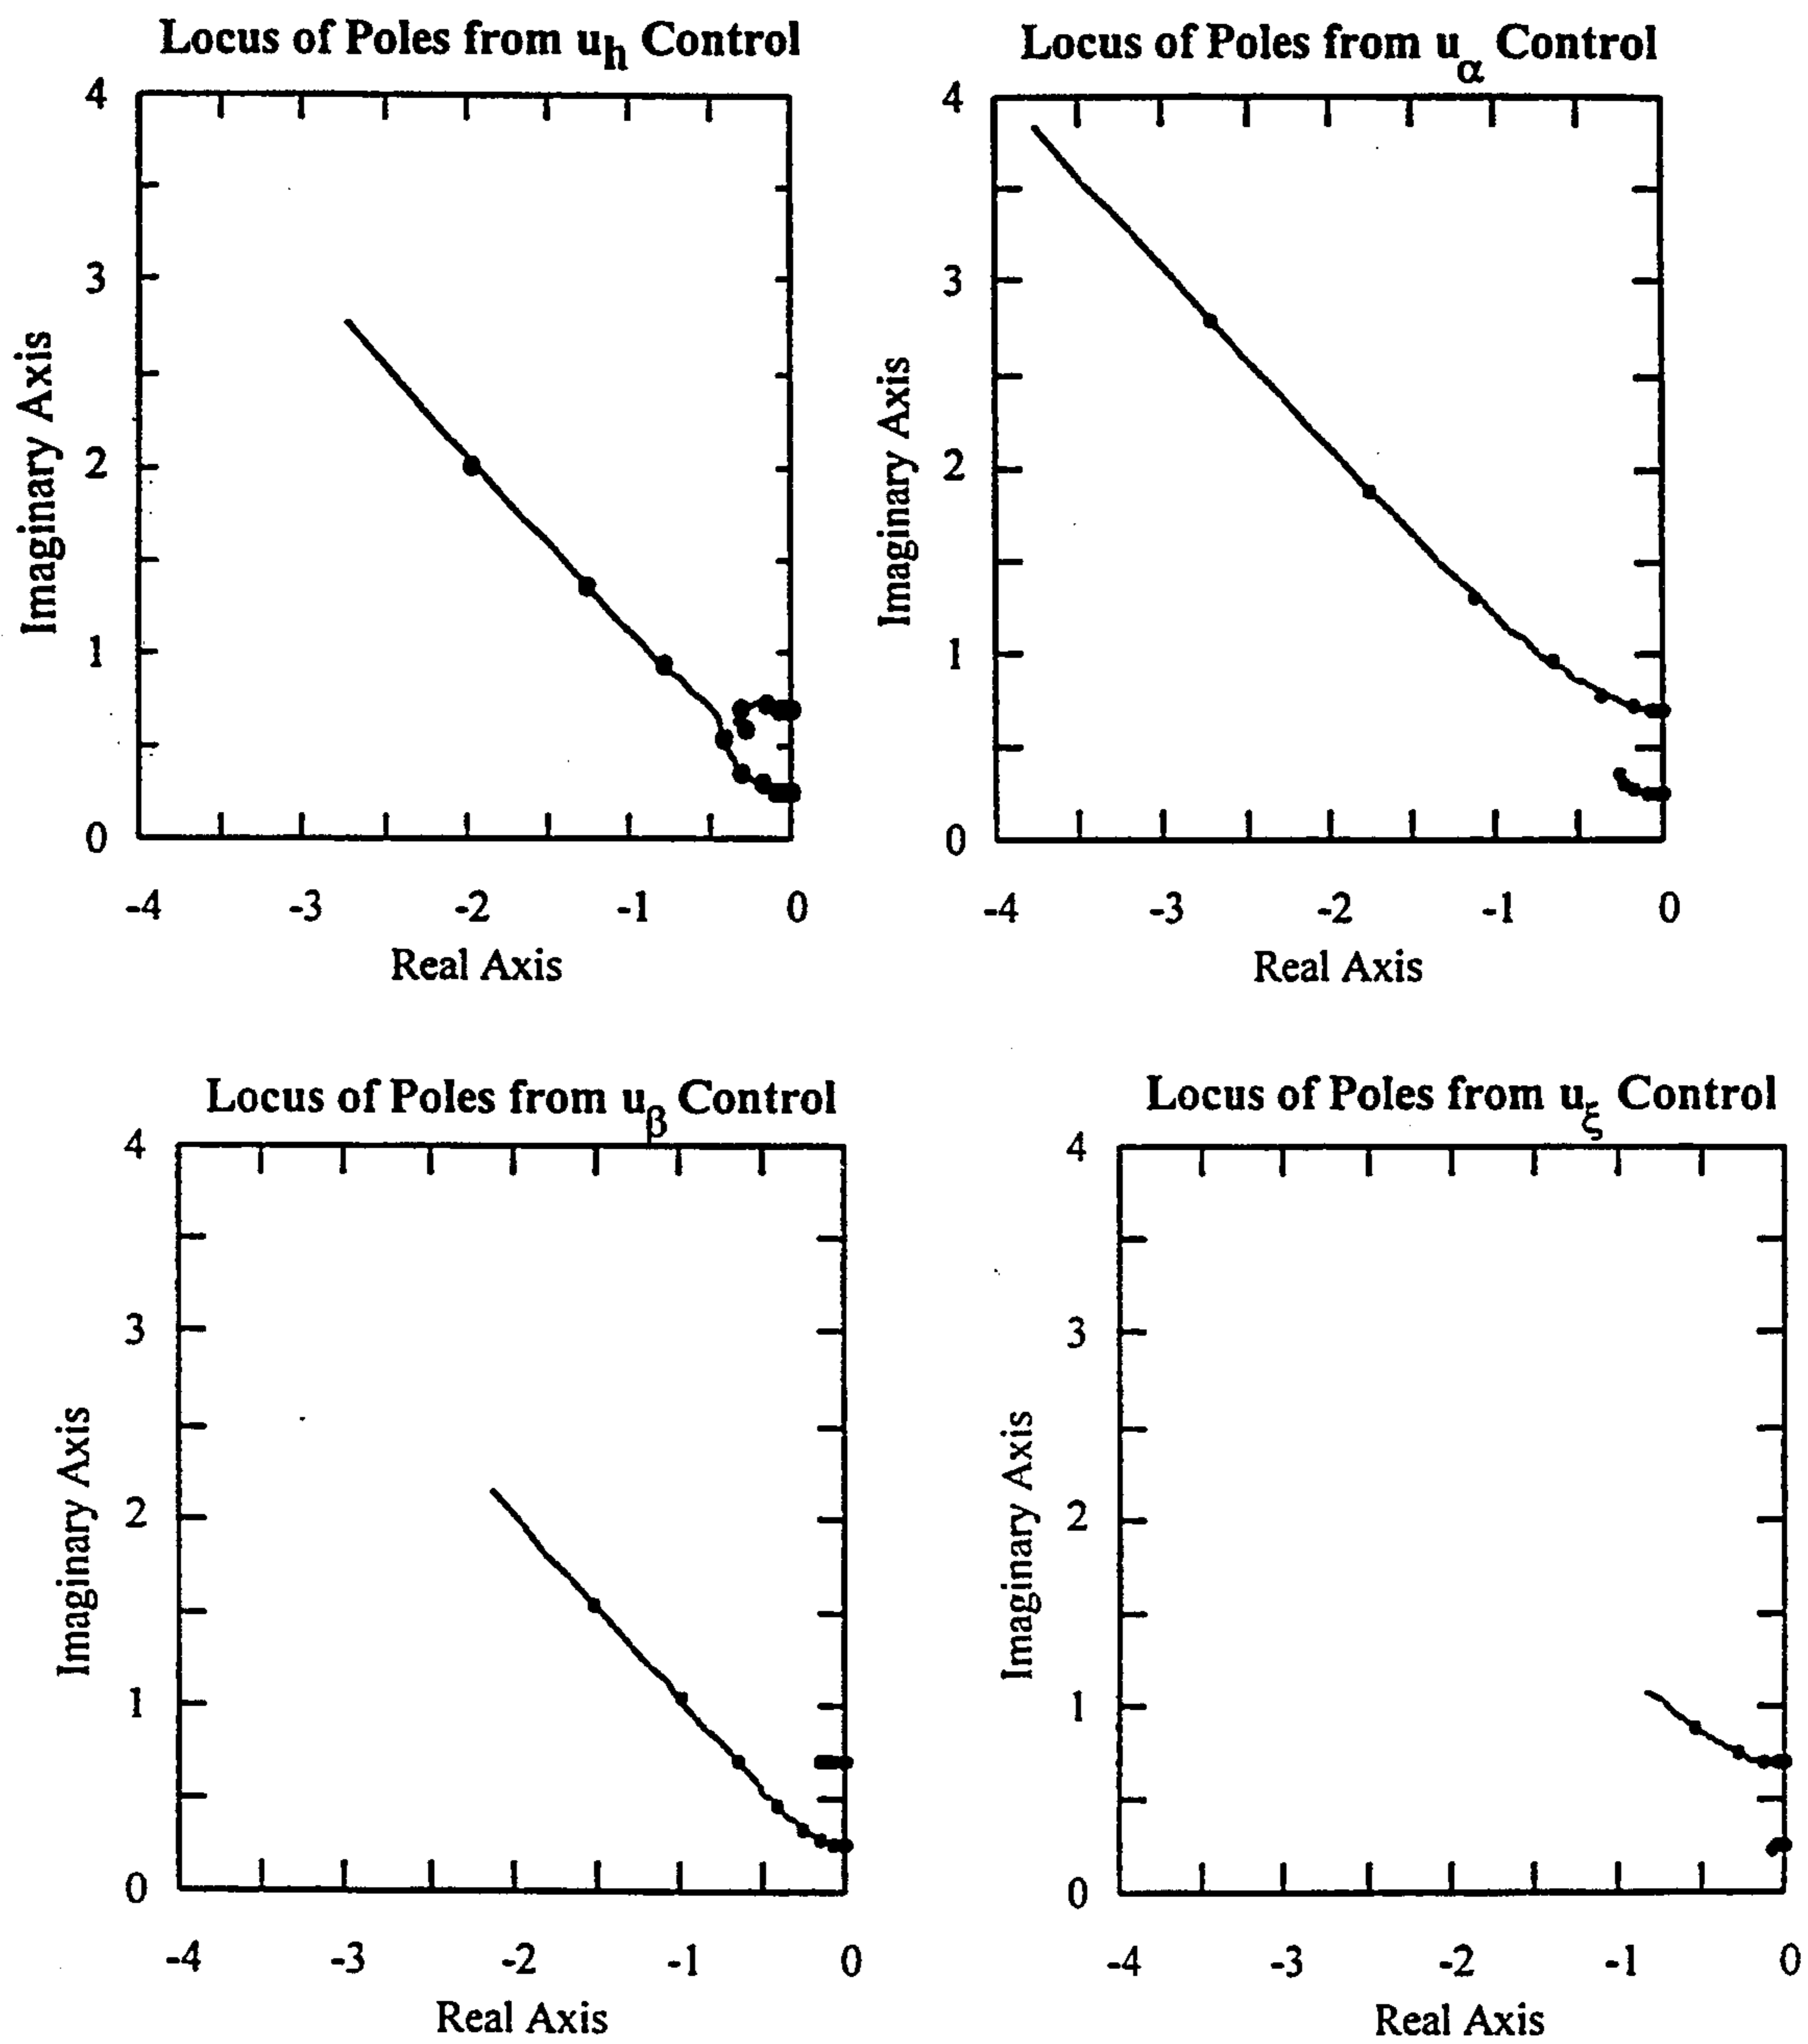 Locus of Poles from u_h Control
4
3
2
1
0
Imaginary Axis
-4 -3 -2 -1 0
Real Axis
Locus of Poles from u_α Control
4
3
2
1
0
Imaginary Axis
-4 -3 -2 -1 0
Real Axis
Locus of Poles from u_β Control
4
3
2
1
0
Imaginary Axis
-4 -3 -2 -1 0
Real Axis
Locus of Poles from u_ξ Control
4
3
2
1
0
Imaginary Axis
-4 -3 -2 -1 0
Real Axis